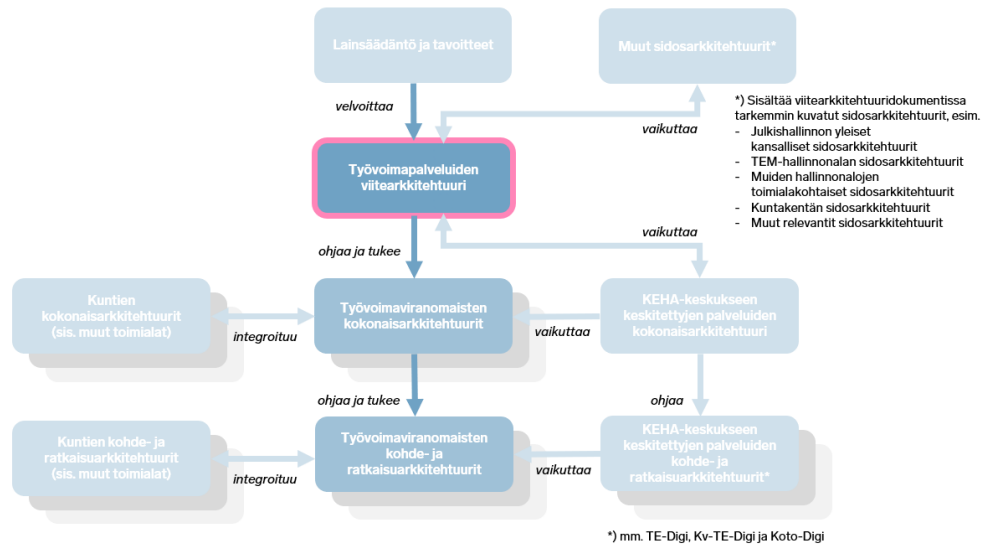 Lainsäädäntö ja tavoitteet
Muut sidosarkkitehtuurit*
velvoittaa
vaikuttaa
*) Sisältää viitearkkitehtuuridokumentissa
tarkemmin kuvatut sidosarkkitehtuurit, esim.
- Julkishallinnon yleiset
kansalliset sidosarkkitehtuurit
- TEM-hallinnonalan sidosarkkitehtuurit
- Muiden hallinnonalojen
toimialakohtaiset sidosarkkitehtuurit
- Kuntakentän sidosarkkitehtuurit
- Muut relevantit sidosarkkitehtuurit
Työvoimapalveluiden
viitearkkitehtuuri
ohjaa ja tukee
vaikuttaa
Kuntien
kokonaisarkkitehtuurit
(sis. muut toimialat)
integroituu
Työvoimaviranomaisten
kokonaisarkkitehtuurit
vaikuttaa
KEHA-keskukseen
keskitettyjen palveluiden
kokonaisarkkitehtuuri
ohjaa ja tukee
ohjaa
Kuntien kohde- ja
ratkaisuarkkitehtuurit
(sis. muut toimialat)
integroituu
Työvoimaviranomaisten
kohde- ja
ratkaisuarkkitehtuurit
vaikuttaa
KEHA-keskukseen
keskitettyjen palveluiden
kohde- ja
ratkaisuarkkitehtuurit*
*) mm. TE-Digi, Kv-TE-Digi ja Koto-Digi